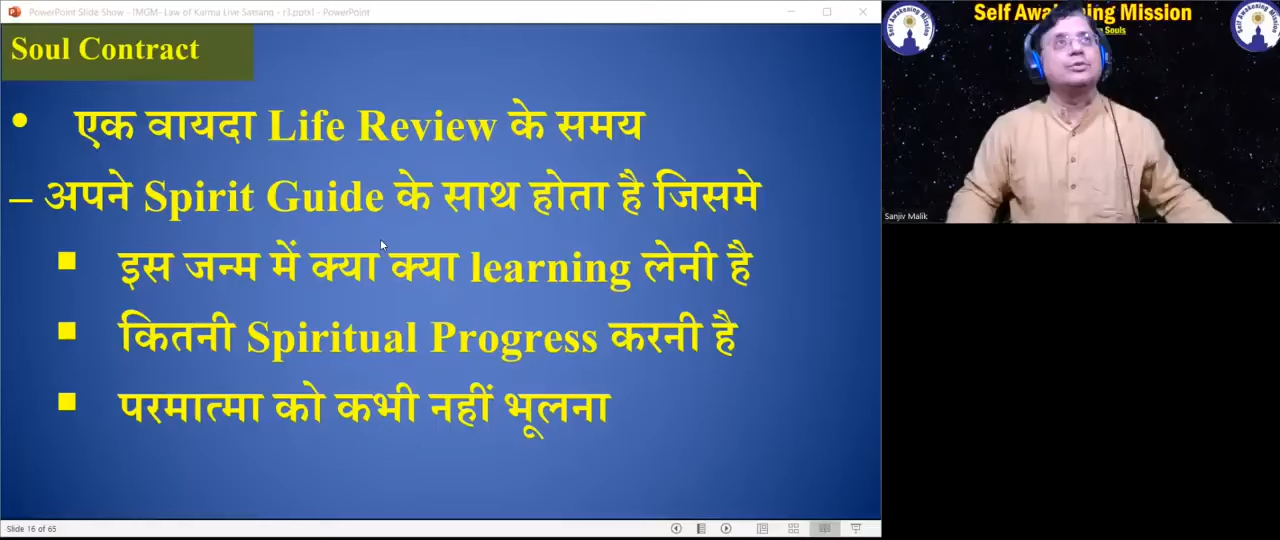 PowerPoint Slide Show - [MGM- Law of Karma Live Satsang - r3.pptx] - PowerPoint
Soul Contract
• एक वायदा Life Review के समय
– अपने Spirit Guide के साथ होता है जिसमे
▪ इस जन्म में क्या क्या learning लेनी है
▪ कितनी Spiritual Progress करनी है
▪ परमात्मा को कभी नहीं भूलना
Slide 16 of 65
Self Awakening Mission
Souls
Sanjiv Malik